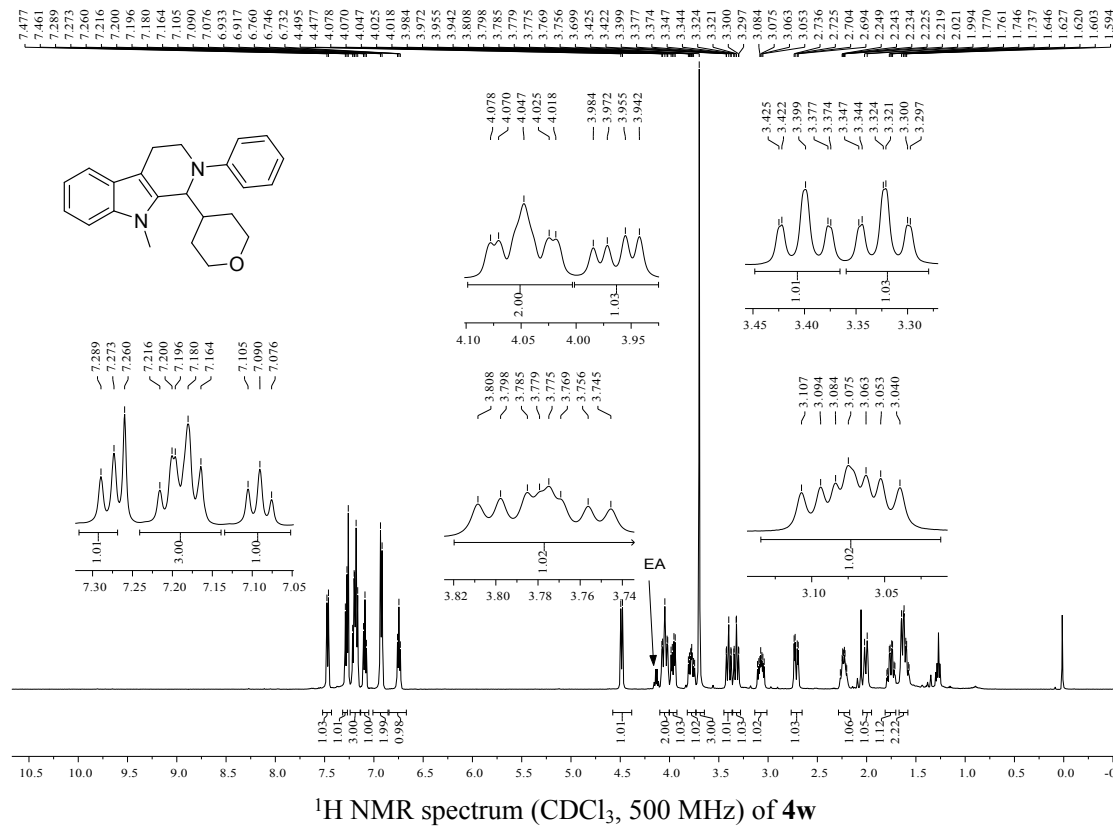 7.477 7.461 7.289 7.273 7.260 7.216 7.200 7.196 7.180 7.164 7.105 7.090 7.076 6.933 6.917 6.760 6.746 6.732 4.495 4.477 4.078 4.070 4.047 4.025 4.018 3.984 3.972 3.955 3.942 3.808 3.798 3.785 3.779 3.775 3.769 3.756 3.699 3.425 3.422 3.399 3.377 3.374 3.347 3.344 3.324 3.321 3.300 3.297 3.084 3.075 3.063 3.053 2.736 2.725 2.704 2.694 2.249 2.243 2.234 2.225 2.219 2.021 1.994 1.770 1.761 1.746 1.737 1.646 1.627 1.620 1.603
4.078 4.070 4.047 4.025 4.018 3.984 3.972 3.955 3.942
3.425 3.422 3.399 3.377 3.374 3.347 3.344 3.324 3.321 3.300 3.297
N
N
O
2.00 1.03
4.10 4.05 4.00 3.95
1.01 1.03
3.45 3.40 3.35 3.30
7.289 7.273 7.260 7.216 7.200 7.196 7.180 7.164 7.105 7.090 7.076
3.808 3.798 3.785 3.779 3.775 3.769 3.756 3.745
3.107 3.094 3.084 3.075 3.063 3.053 3.040
1.01 3.00 1.00
7.30 7.20 7.10 7.05
1.02
3.82 3.80 3.78 3.76 3.74
1.02
3.10 3.05
EA
1.03 1.01 3.00 1.00 1.99 0.98 1.01 2.00 1.03 1.02 3.00 1.01 1.03 1.02 1.03 1.06 1.05 1.12 2.22
10.5 10.0 9.5 9.0 8.5 8.0 7.5 7.0 6.5 6.0 5.5 5.0 4.5 4.0 3.5 3.0 2.5 2.0 1.5 1.0 0.5 0.0
¹H NMR spectrum (CDCl₃, 500 MHz) of 4w